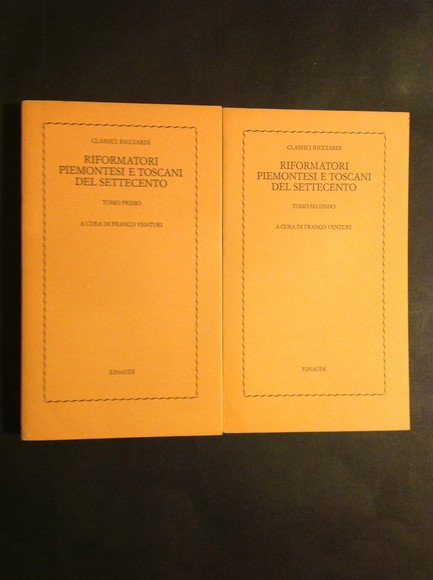 CLASSICI RICCIARDI
RIFORMATORI
PIEMONTESI E TOSCANI
DEL SETTECENTO
TOMO PRIMO
A CURA DI FRANCO VENTURI
EINAUDI
CLASSICI RICCIARDI
RIFORMATORI
PIEMONTESI E TOSCANI
DEL SETTECENTO
TOMO SECONDO
A CURA DI FRANCO VENTURI
EINAUDI